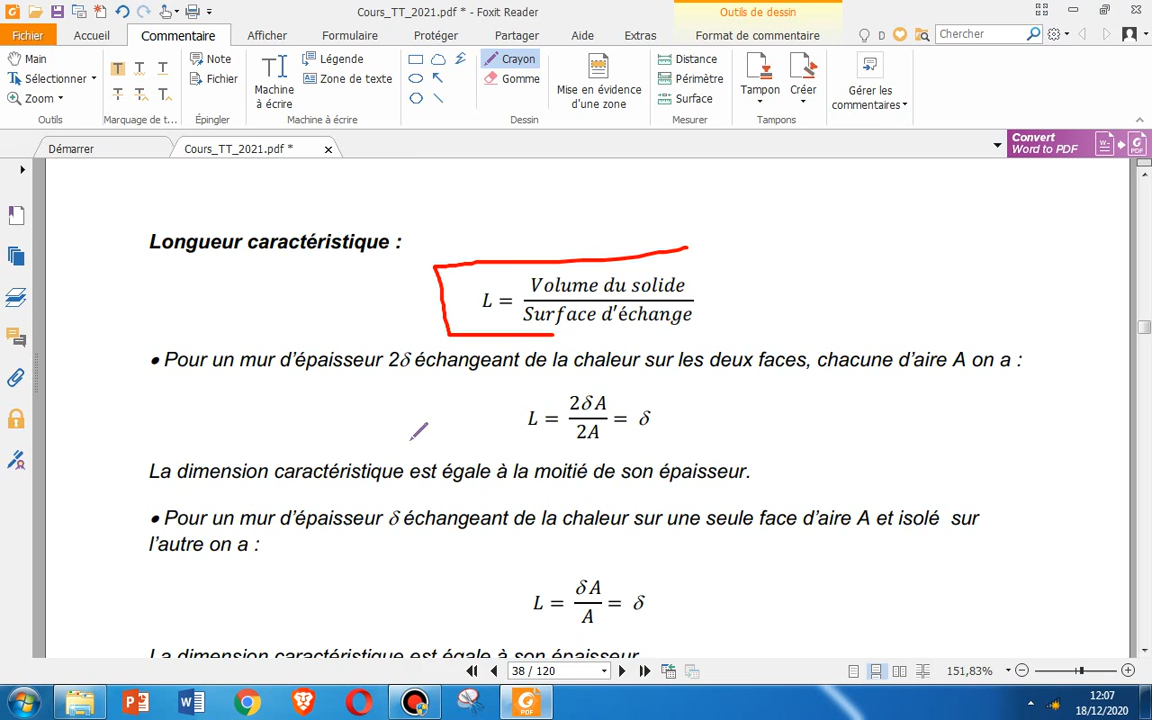 Cours_TT_2021.pdf * - Foxit Reader
Outils de dessin
Fichier Accueil Commentaire Afficher Formulaire Protéger Partager Aide Extras Format de commentaire D Chercher
Main
Sélectionner
Zoom
Outils
T T T
T T T
Marquage de t...
Note
Fichier
Épingler
Machine à écrire
Légende
Zone de texte
Machine à écrire
Crayon
Gomme
Dessin
Mise en évidence d'une zone
Distance
Périmètre
Surface
Mesurer
Tampon
Créer
Tampons
Gérer les commentaires
Démarrer
Cours_TT_2021.pdf *
Convert
Word to PDF
Longueur caractéristique :
L = Volume du solide / Surface d'échange
• Pour un mur d'épaisseur 2δ échangeant de la chaleur sur les deux faces, chacune d'aire A on a :
L = 2δA / 2A = δ
La dimension caractéristique est égale à la moitié de son épaisseur.
• Pour un mur d'épaisseur δ échangeant de la chaleur sur une seule face d'aire A et isolé sur
l'autre on a :
L = δA / A = δ
La dimension caractéristique est égale à son épaisseur.
38 / 120
151,83%
12:07
18/12/2020